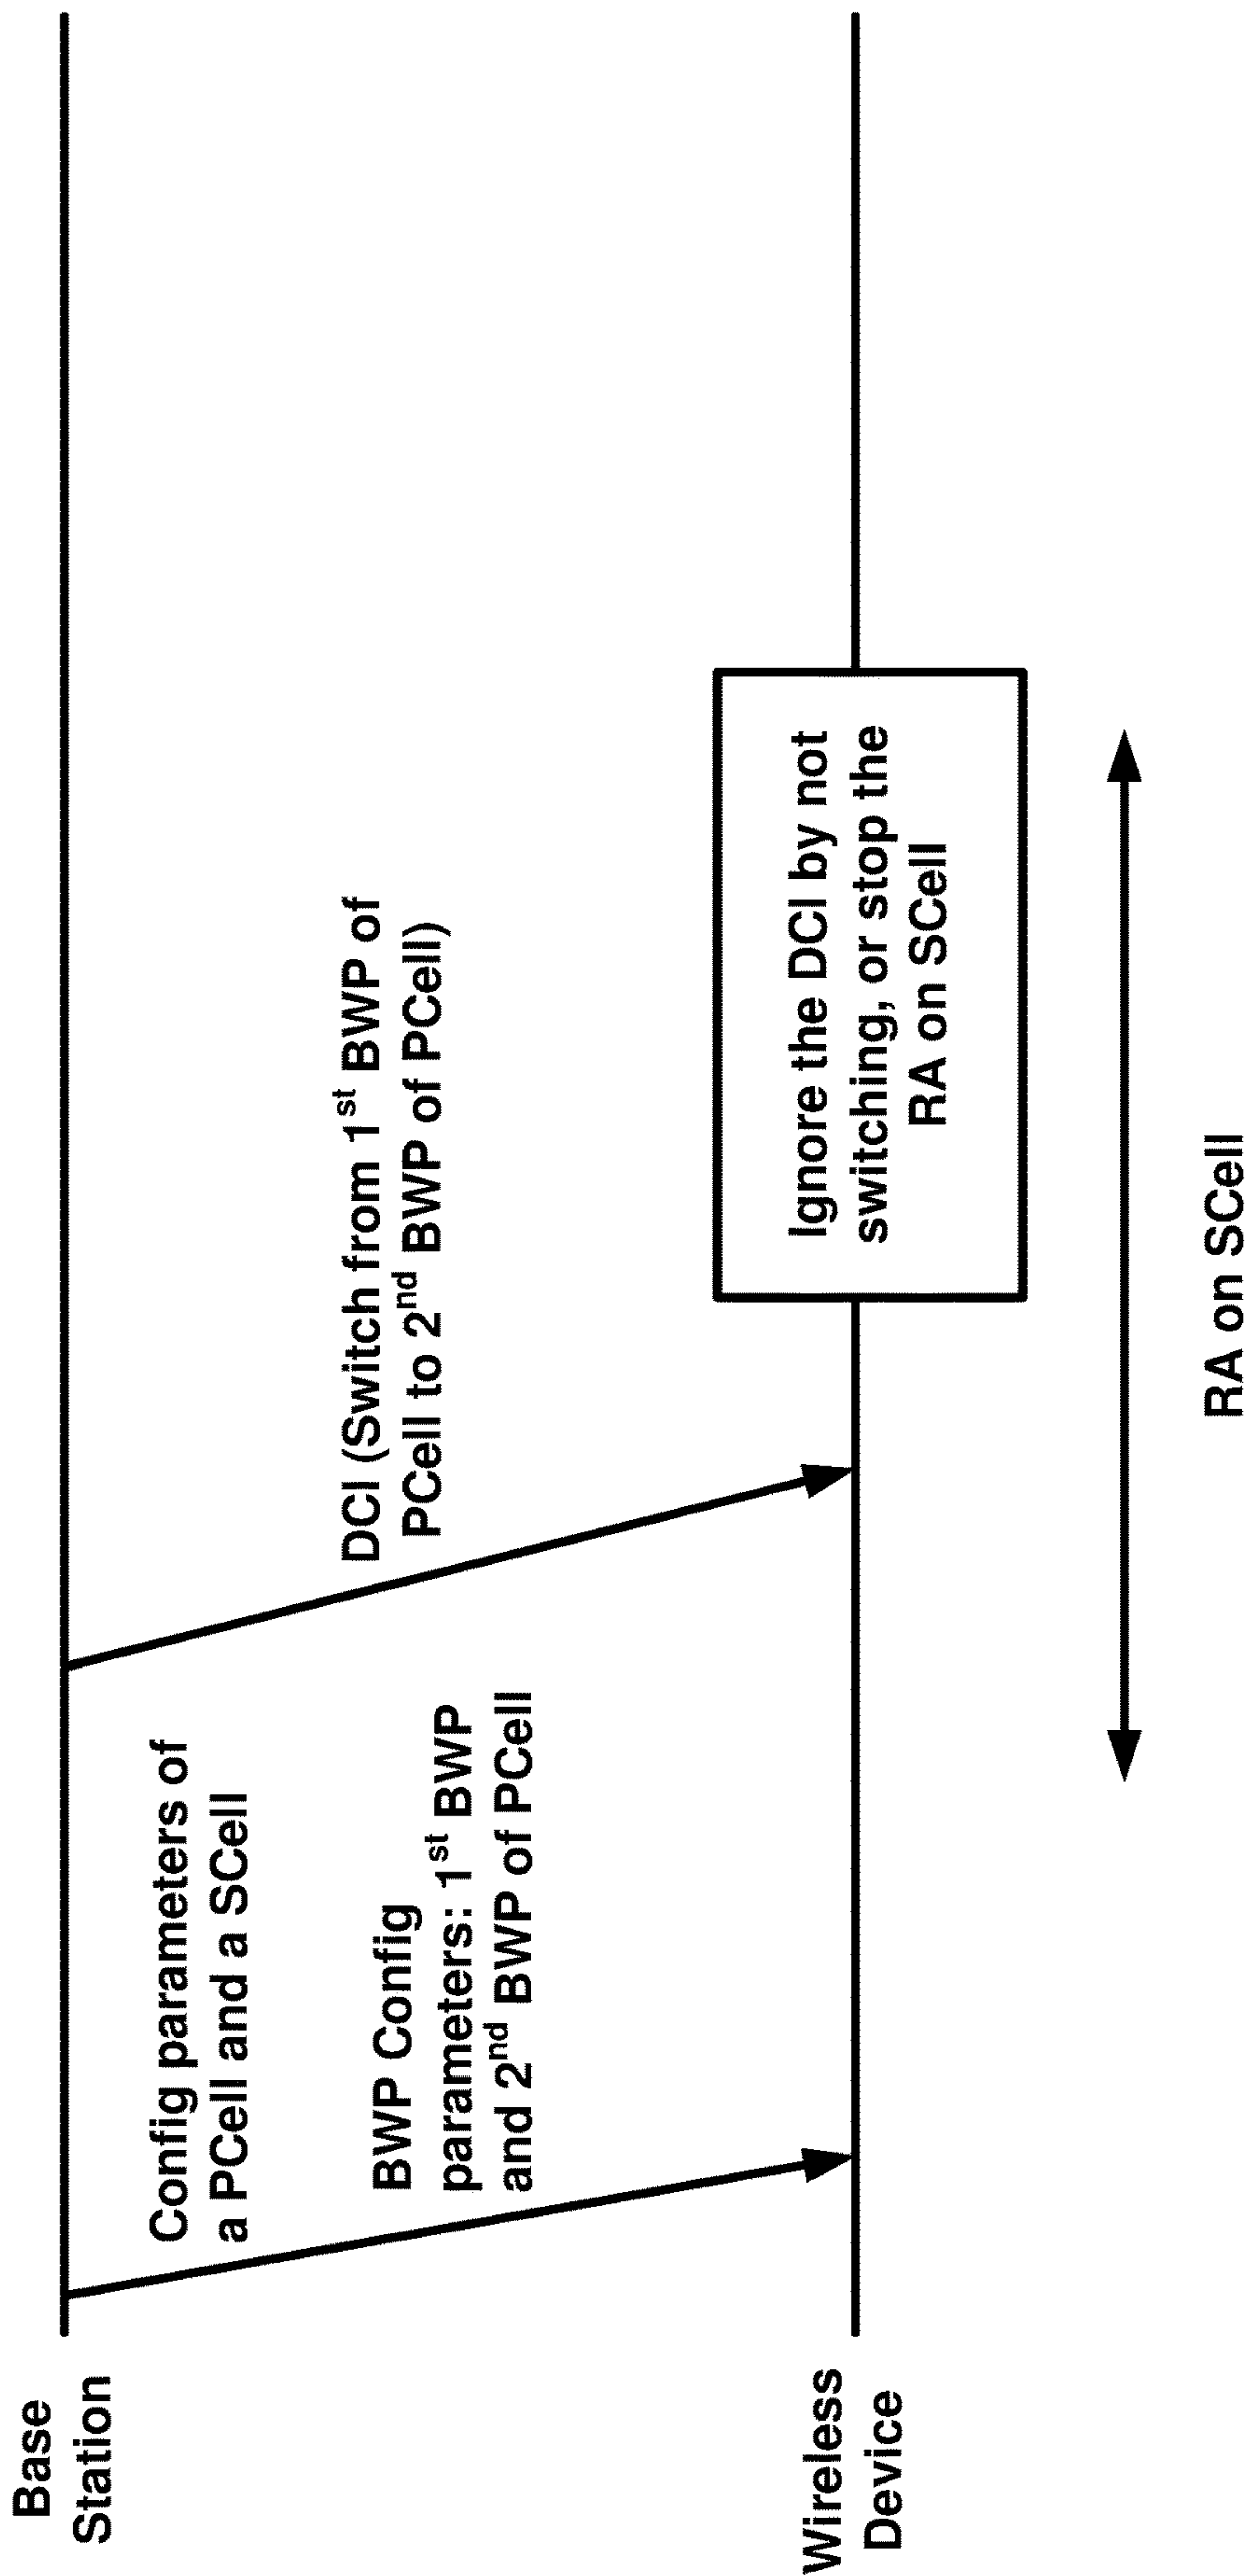 Base
Station
Config parameters of
a PCell and a SCell
BWP Config
parameters: 1st BWP
and 2nd BWP of PCell
DCI (Switch from 1st BWP of
PCell to 2nd BWP of PCell)
Wireless
Device
Ignore the DCI by not
switching, or stop the
RA on SCell
RA on SCell